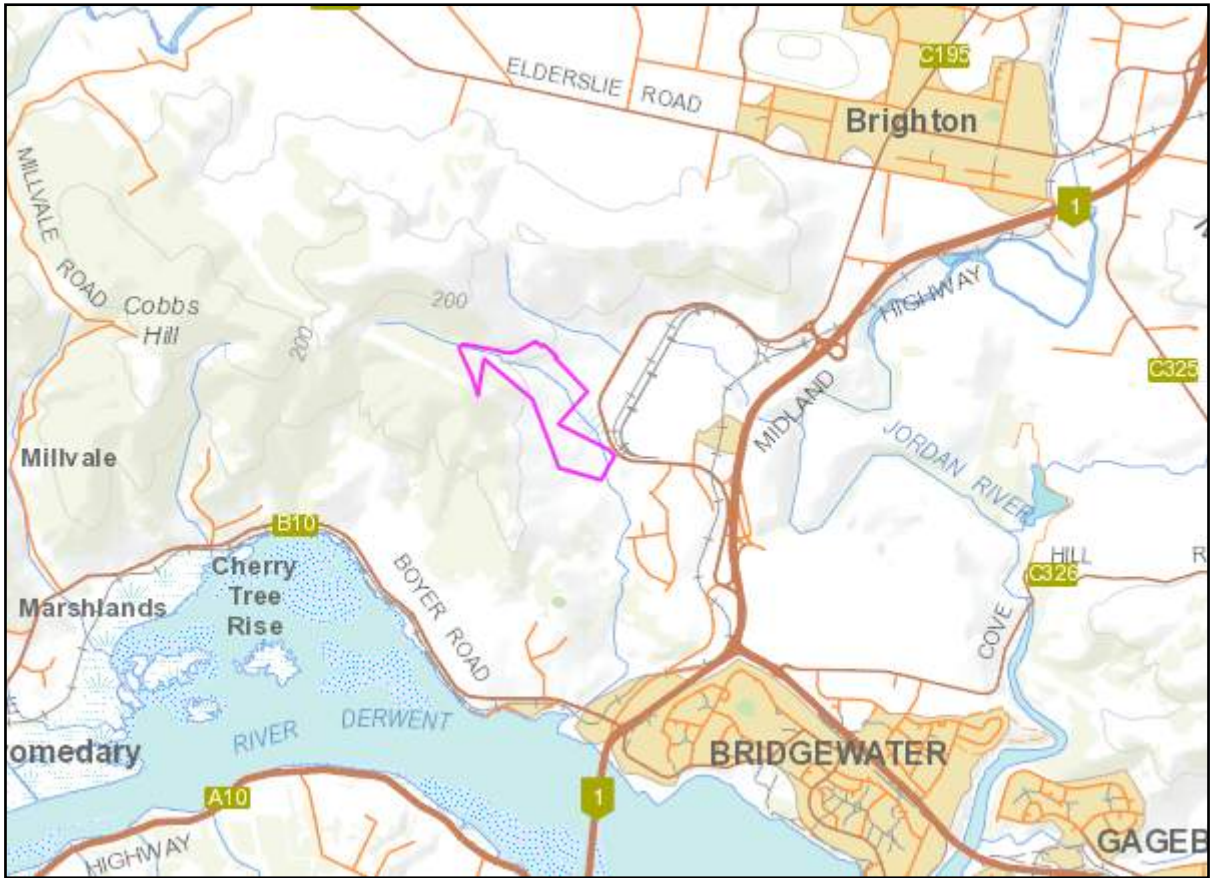 C195
ELDERSLIE ROAD
Brighton
MILLVALE ROAD
1
HIGHWAY
200
Cobbs
Hill
200
C325
MIDLAND
JORDAN RIVER
Millvale
B10
HILL
C326
Cherry
Tree
Rise
Marshlands
BOYER ROAD
COVE
RIVER DERWENT
omedary
BRIDGEWATER
A10
1
HIGHWAY
GAGEB